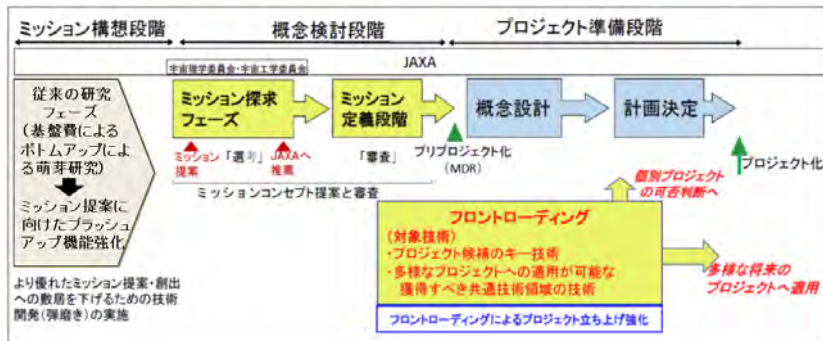 ミッション構想段階
概念検討段階
プロジェクト準備段階
JAXA
宇宙理学委員会・宇宙工学委員会
従来の研究
フェーズ
(基盤費による
ボトムアップによ
る萌芽研究)
ミッション提案に
向けたブラッシュ
アップ機能強化
ミッション探求
フェーズ
ミッション
定義段階
概念設計
計画決定
ミッション
提案
「選考」
JAXAへ
推薦
「審査」
プリプロジェクト化
(MDR)
プロジェクト化
ミッションコンセプト提案と審査
個別プロジェクト
の可否判断へ
フロントローディング
(対象技術)
・プロジェクト候補のキー技術
・多様なプロジェクトへの適用が可能な
獲得すべき共通技術領域の技術
多様な将来の
プロジェクトへ適用
より優れたミッション提案・創出
への敷居を下げるための技術
開発(弾磨き)の実施
フロントローディングによるプロジェクト立ち上げ強化